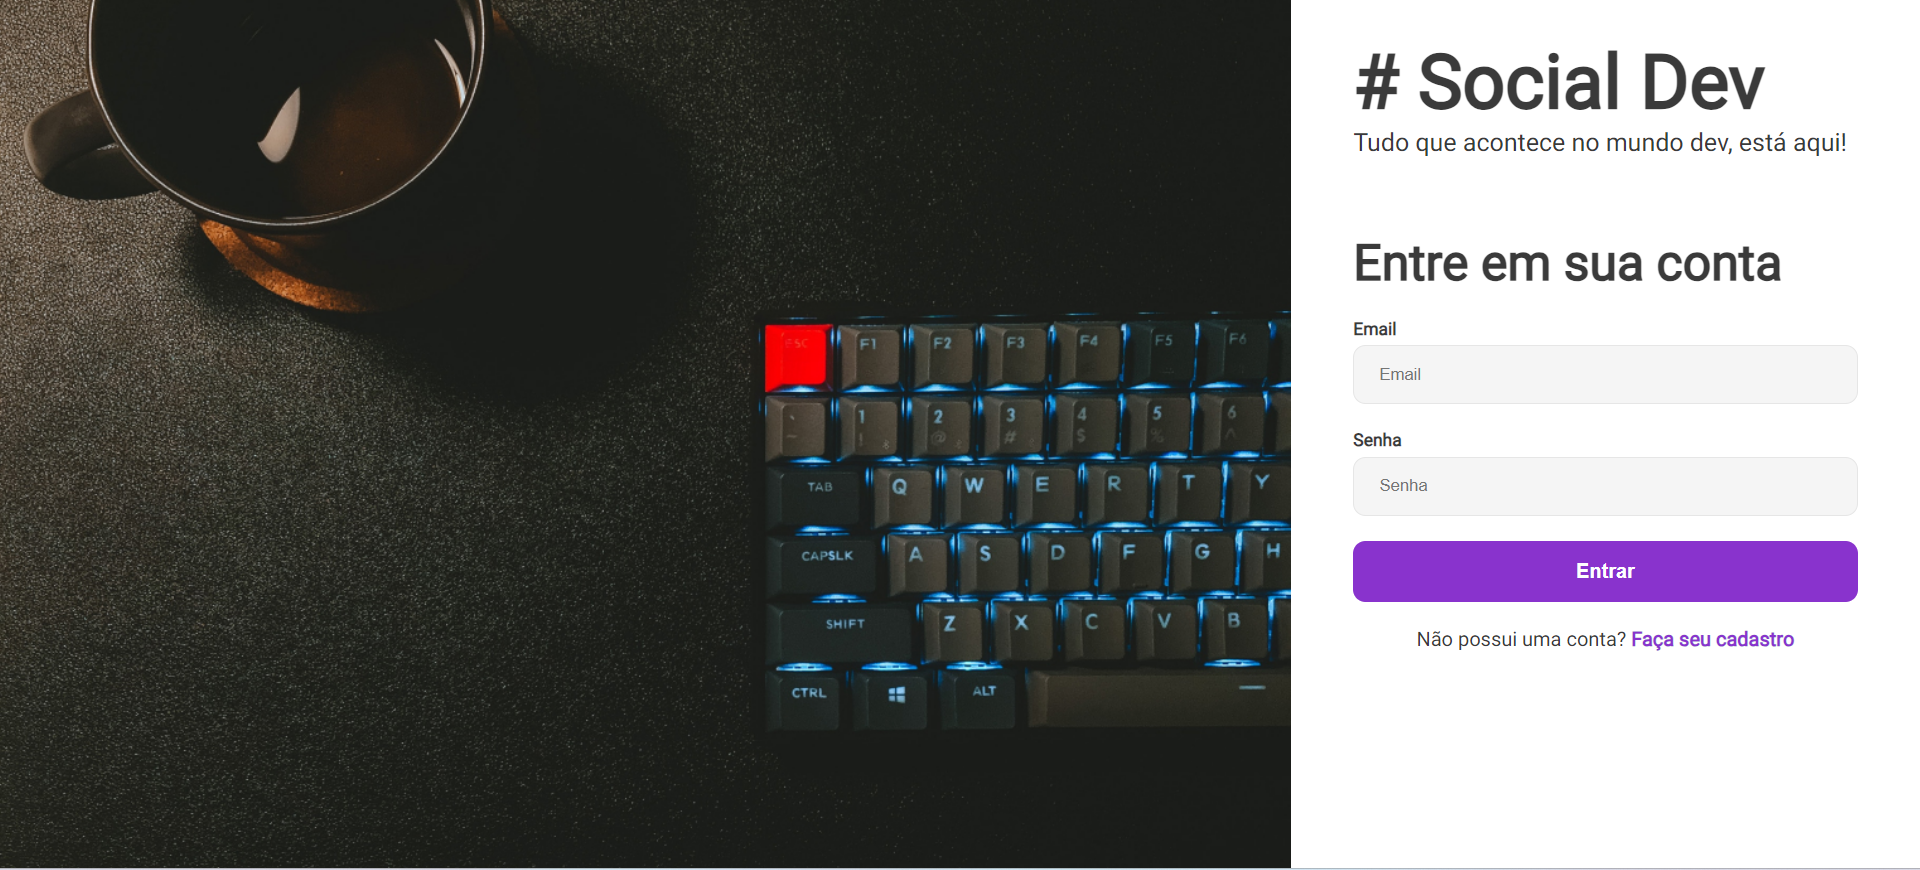 # Social Dev
Tudo que acontece no mundo dev, está aqui!
Entre em sua conta
Email
Email
Senha
Senha
Entrar
Não possui uma conta? Faça seu cadastro
ESC F1 F2 F3 F4 F5 F6
` 1 2 3 4 5 6
~ ! @ # $ % ^
TAB Q W E R T Y
CAPSLK A S D F G H
SHIFT Z X C V B
CTRL ALT